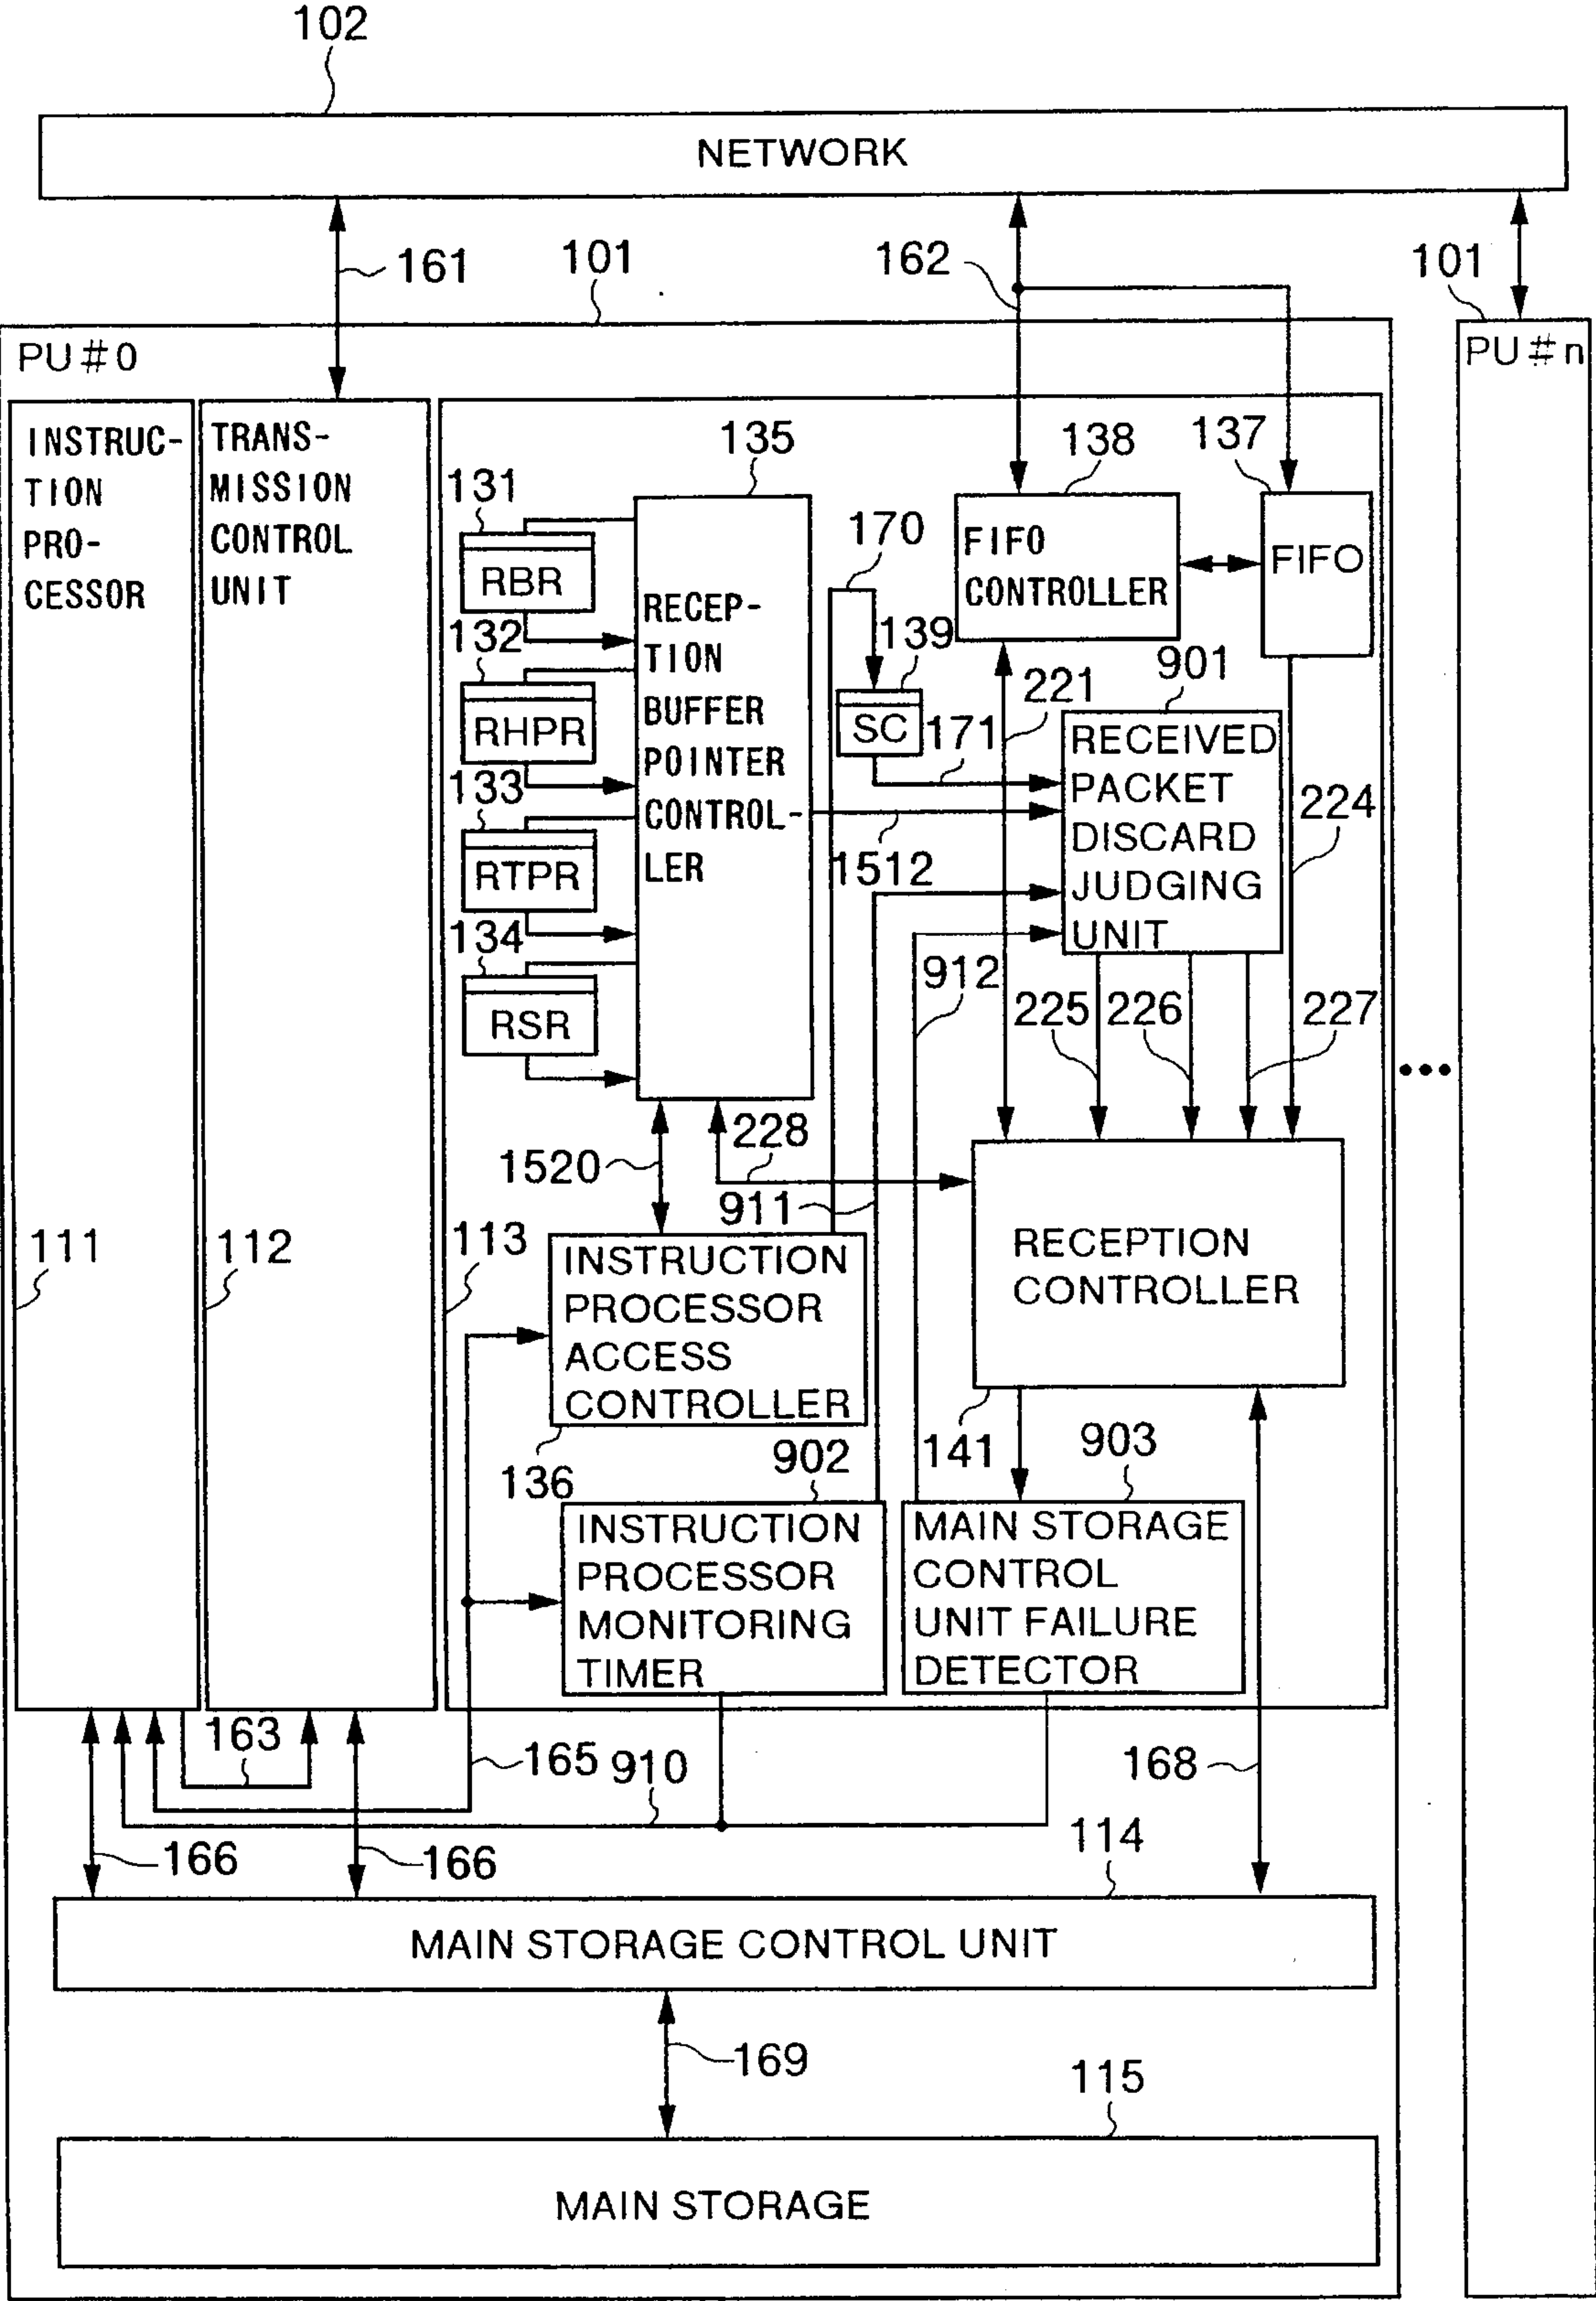 102
NETWORK
161
101
162
101
PU#0
PU#n
INSTRUC-
TION
PRO-
CESSOR
TRANS-
MISSION
CONTROL
UNIT
131
RBR
132
RHPR
133
RTPR
134
RSR
135
RECEP-
TION
BUFFER
POINTER
CONTROL-
LER
170
139
SC
171
1512
138
FIFO
CONTROLLER
137
FIFO
221
901
RECEIVED
PACKET
DISCARD
JUDGING
UNIT
224
912
225
226
227
•••
228
1520
911
111
112
113
INSTRUCTION
PROCESSOR
ACCESS
CONTROLLER
136
RECEPTION
CONTROLLER
141
902
INSTRUCTION
PROCESSOR
MONITORING
TIMER
903
MAIN STORAGE
CONTROL
UNIT FAILURE
DETECTOR
163
165
910
168
166
166
114
MAIN STORAGE CONTROL UNIT
169
115
MAIN STORAGE